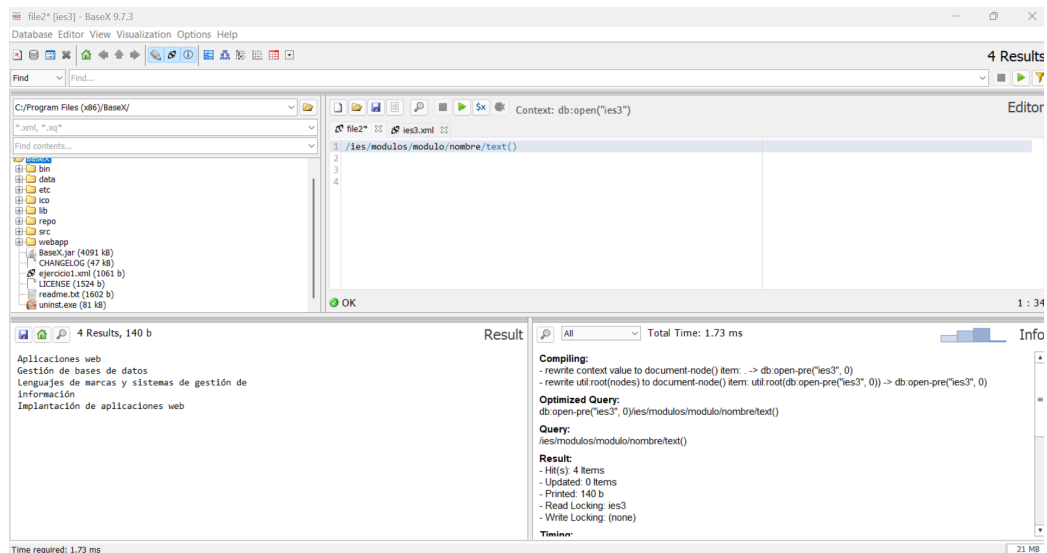 file2* [ies3] - BaseX 9.7.3
Database Editor View Visualization Options Help
4 Results
Find Find...
C:/Program Files (x86)/BaseX/
*.xml, *.xq*
Find contents...
BaseX
bin
data
etc
ico
lib
repo
src
webapp
BaseX.jar (4091 kB)
CHANGELOG (47 kB)
ejercicio1.xml (1061 b)
LICENSE (1524 b)
readme.txt (1602 b)
uninst.exe (81 kB)
$x Context: db:open("ies3") Editor
file2* ies3.xml
1 /ies/modulos/modulo/nombre/text()
2
3
4
OK 1 : 34
4 Results, 140 b Result
Aplicaciones web
Gestión de bases de datos
Lenguajes de marcas y sistemas de gestión de
información
Implantación de aplicaciones web
All Total Time: 1.73 ms Info
Compiling:
- rewrite context value to document-node() item: . -> db:open-pre("ies3", 0)
- rewrite util:root(nodes) to document-node() item: util:root(db:open-pre("ies3", 0)) -> db:open-pre("ies3", 0)
Optimized Query:
db:open-pre("ies3", 0)/ies/modulos/modulo/nombre/text()
Query:
/ies/modulos/modulo/nombre/text()
Result:
- Hit(s): 4 Items
- Updated: 0 Items
- Printed: 140 b
- Read Locking: ies3
- Write Locking: (none)
Timing:
Time required: 1.73 ms 21 MB